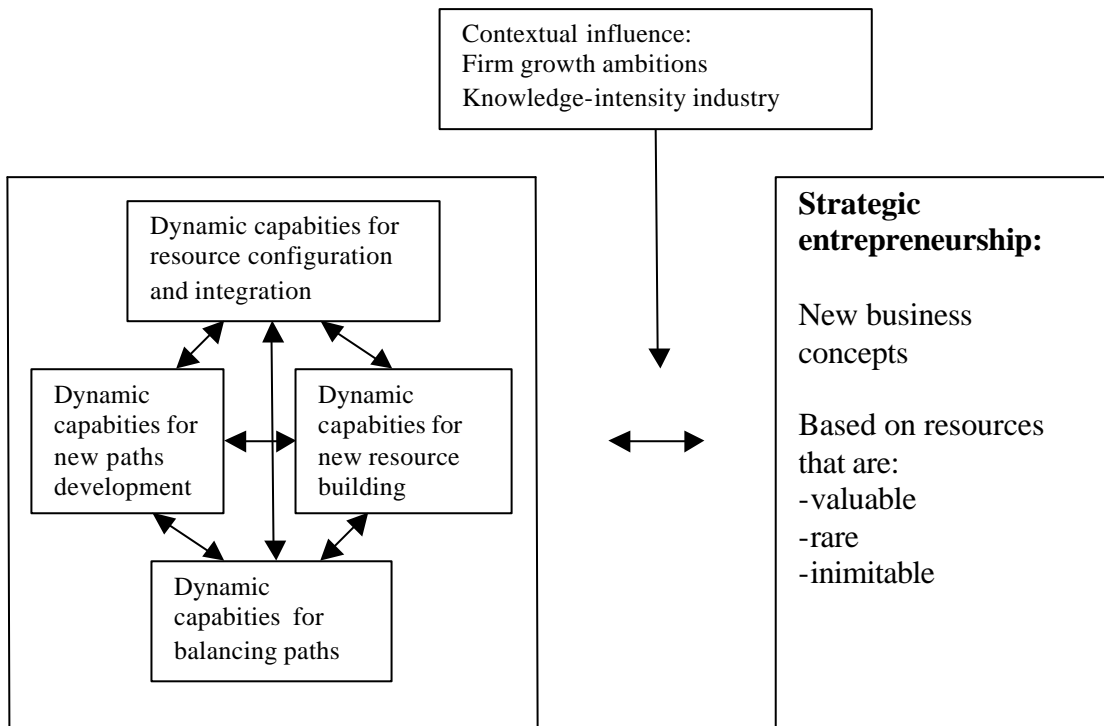 Contextual influence:
Firm growth ambitions
Knowledge-intensity industry
Dynamic capabities for
resource configuration
and integration
Dynamic
capabities for
new paths
development
Dynamic
capabities for
new resource
building
Dynamic
capabities for
balancing paths
Strategic
entrepreneurship:
New business
concepts
Based on resources
that are:
-valuable
-rare
-inimitable